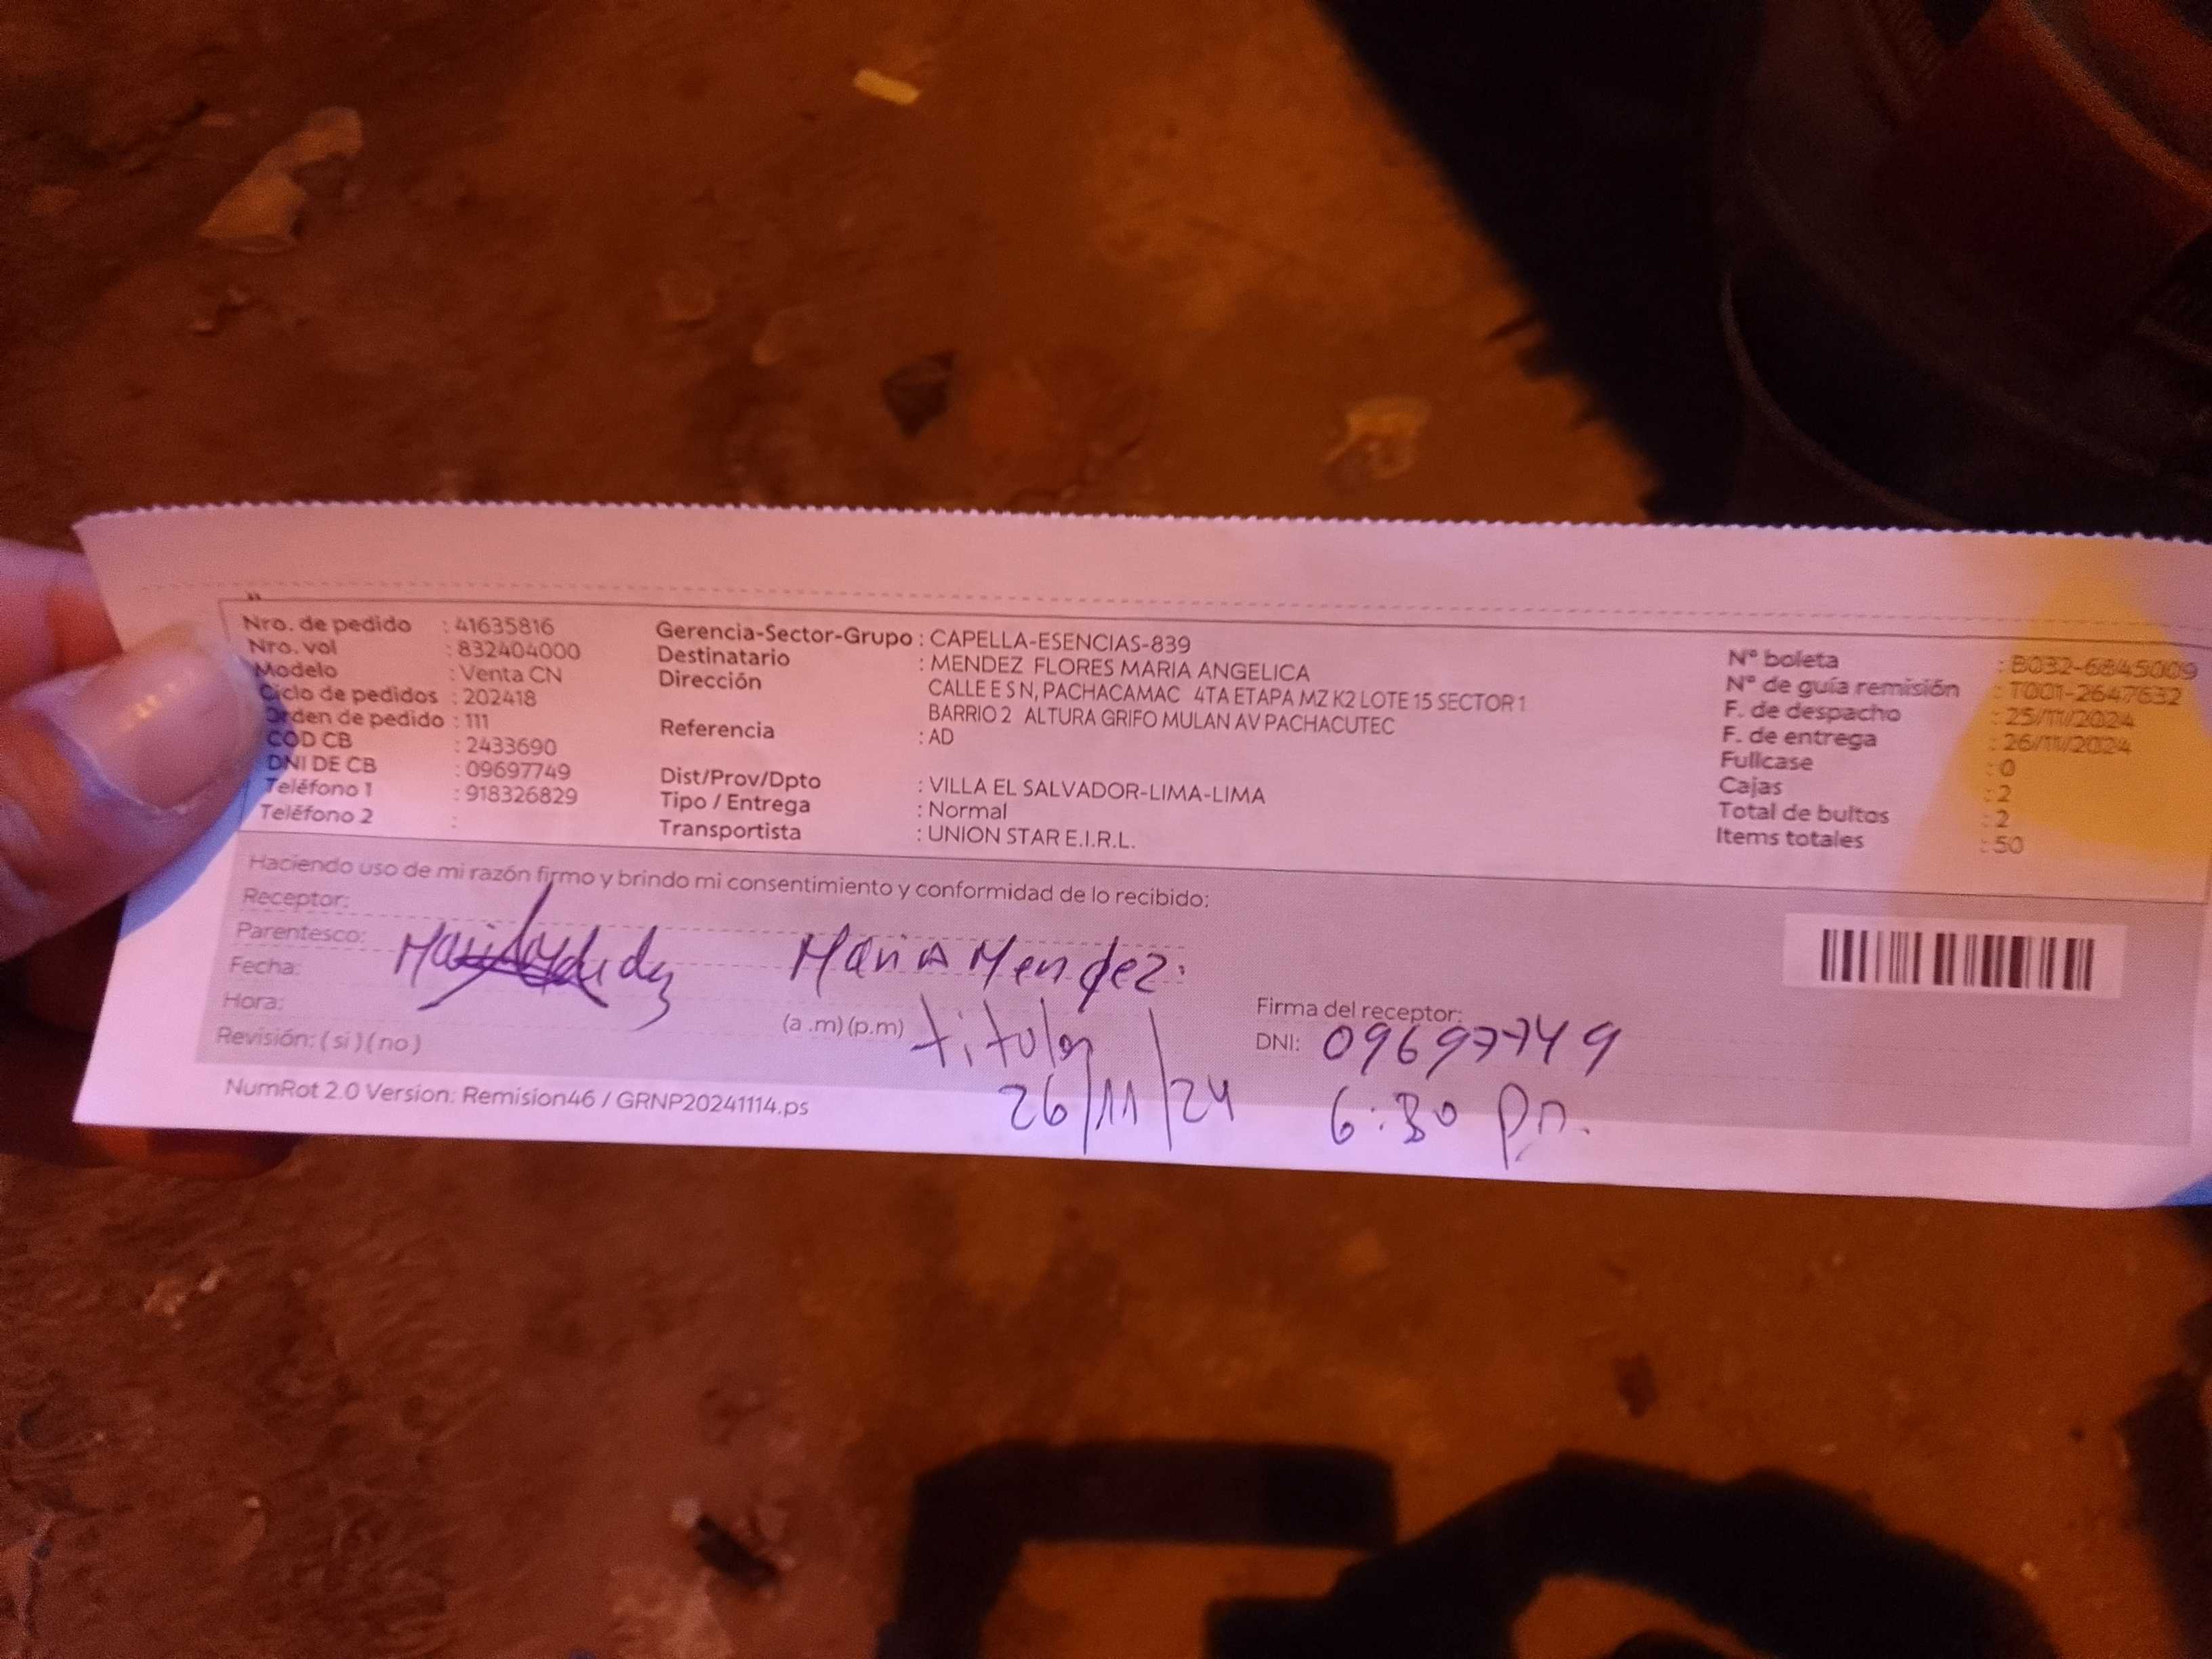 Nro. de pedido : 41635816
Nro. vol : 832404000
Modelo : Venta CN
Ciclo de pedidos : 202418
Orden de pedido : 111
COD CB : 2433690
DNI DE CB : 09697749
Teléfono 1 : 918326829
Teléfono 2 :
Gerencia-Sector-Grupo : CAPELLA-ESENCIAS-839
Destinatario : MENDEZ FLORES MARIA ANGELICA
Dirección CALLE E S N, PACHACAMAC 4TA ETAPA MZ K2 LOTE 15 SECTOR 1
BARRIO 2 ALTURA GRIFO MULAN AV PACHACUTEC
Referencia : AD
Dist/Prov/Dpto : VILLA EL SALVADOR-LIMA-LIMA
Tipo / Entrega : Normal
Transportista : UNION STAR E.I.R.L.
Nº boleta : B032-6845009
Nº de guía remisión : T001-2647632
F. de despacho : 25/11/2024
F. de entrega : 26/11/2024
Fullcase : 0
Cajas : 2
Total de bultos : 2
Items totales : 50
Haciendo uso de mi razón firmo y brindo mi consentimiento y conformidad de lo recibido:
Receptor:
Parentesco:
Maria Mendez
Fecha:
Hora: (a .m) (p.m) titular
Revisión: ( si ) ( no )
Firma del receptor:
DNI: 09697749
26/11/24 6:30 pm.
NumRot 2.0 Version: Remision46 / GRNP20241114.ps